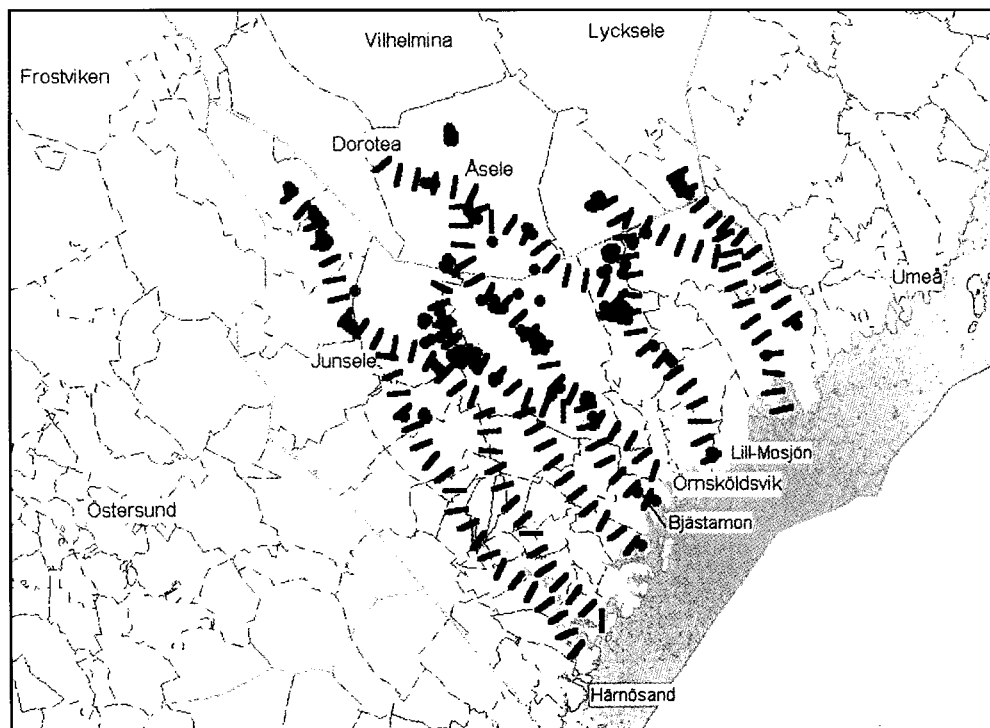 Lycksele
Vilhelmina
Frostviken
Dorotea
Åsele
Umeå
Junsele
Lill-Mosjön
Örnsköldsvik
Östersund
Bjästamon
Härnösand